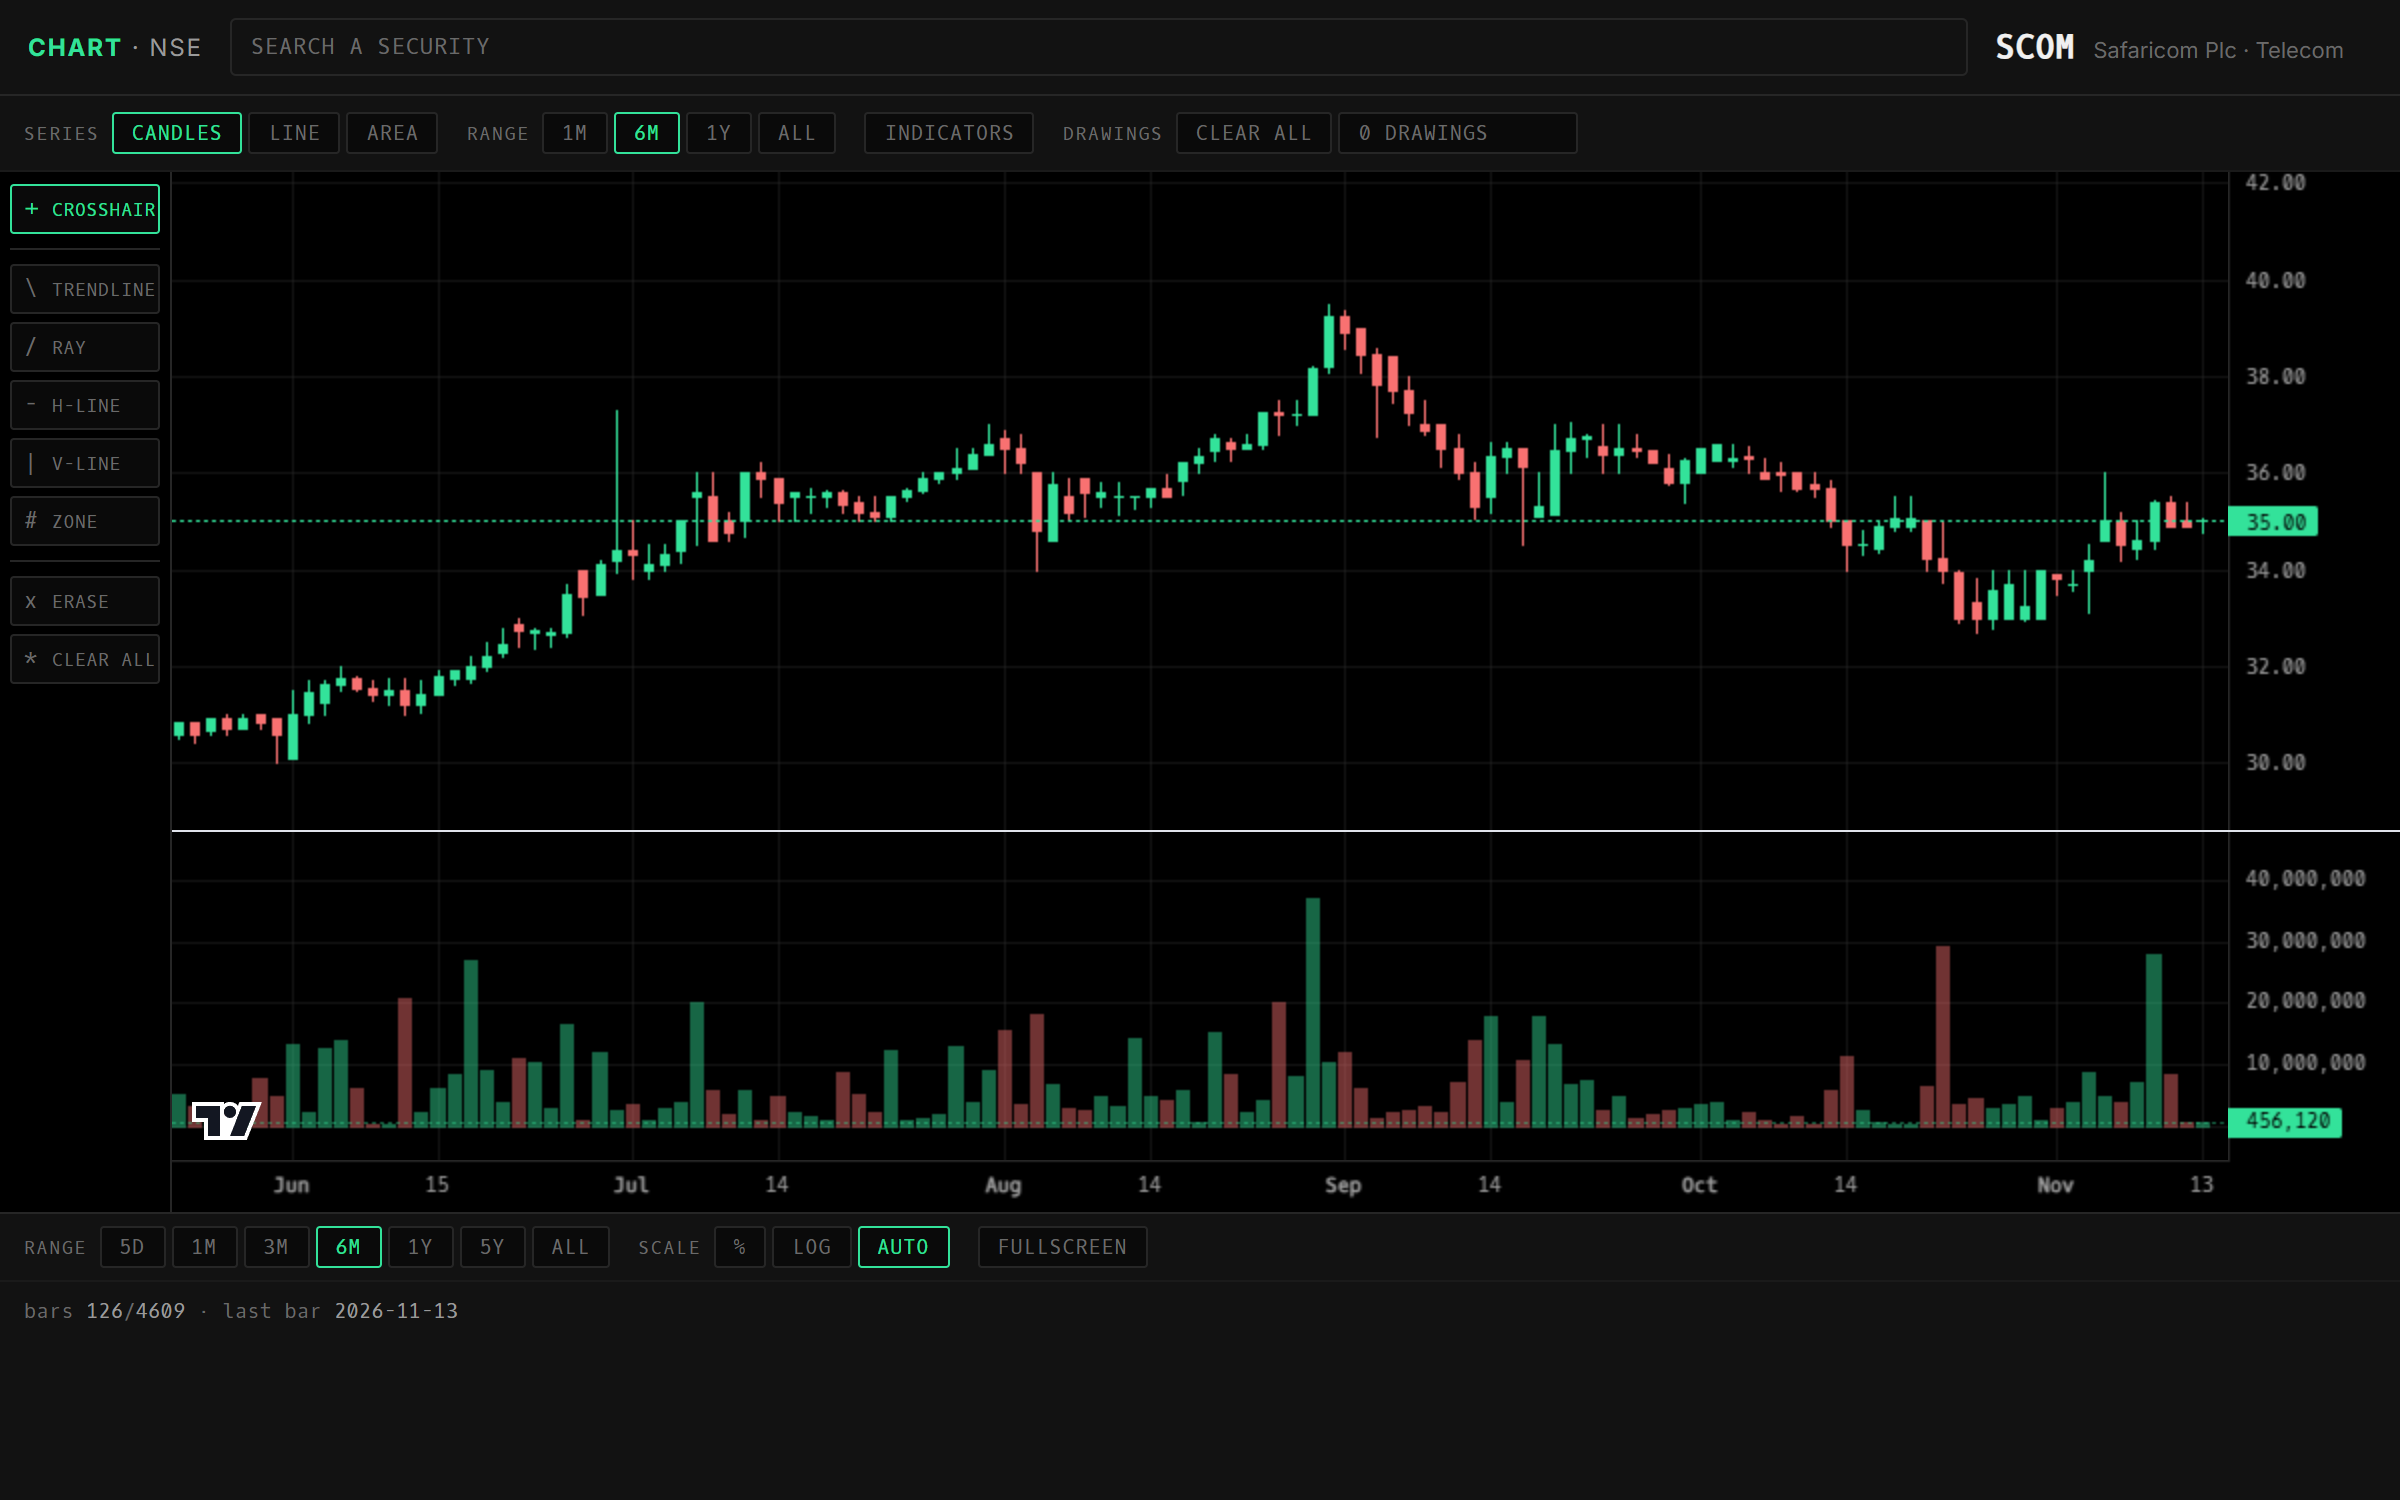 CHART · NSE SEARCH A SECURITY SCOM Safaricom Plc · Telecom
SERIES CANDLES LINE AREA RANGE 1M 6M 1Y ALL INDICATORS DRAWINGS CLEAR ALL 0 DRAWINGS
+ CROSSHAIR
\ TRENDLINE
/ RAY
- H-LINE
| V-LINE
# ZONE
x ERASE
* CLEAR ALL
42.00
40.00
38.00
36.00
35.00
34.00
32.00
30.00
40,000,000
30,000,000
20,000,000
10,000,000
456,120
Jun 15 Jul 14 Aug 14 Sep 14 Oct 14 Nov 13
RANGE 5D 1M 3M 6M 1Y 5Y ALL SCALE % LOG AUTO FULLSCREEN
bars 126/4609 · last bar 2026-11-13